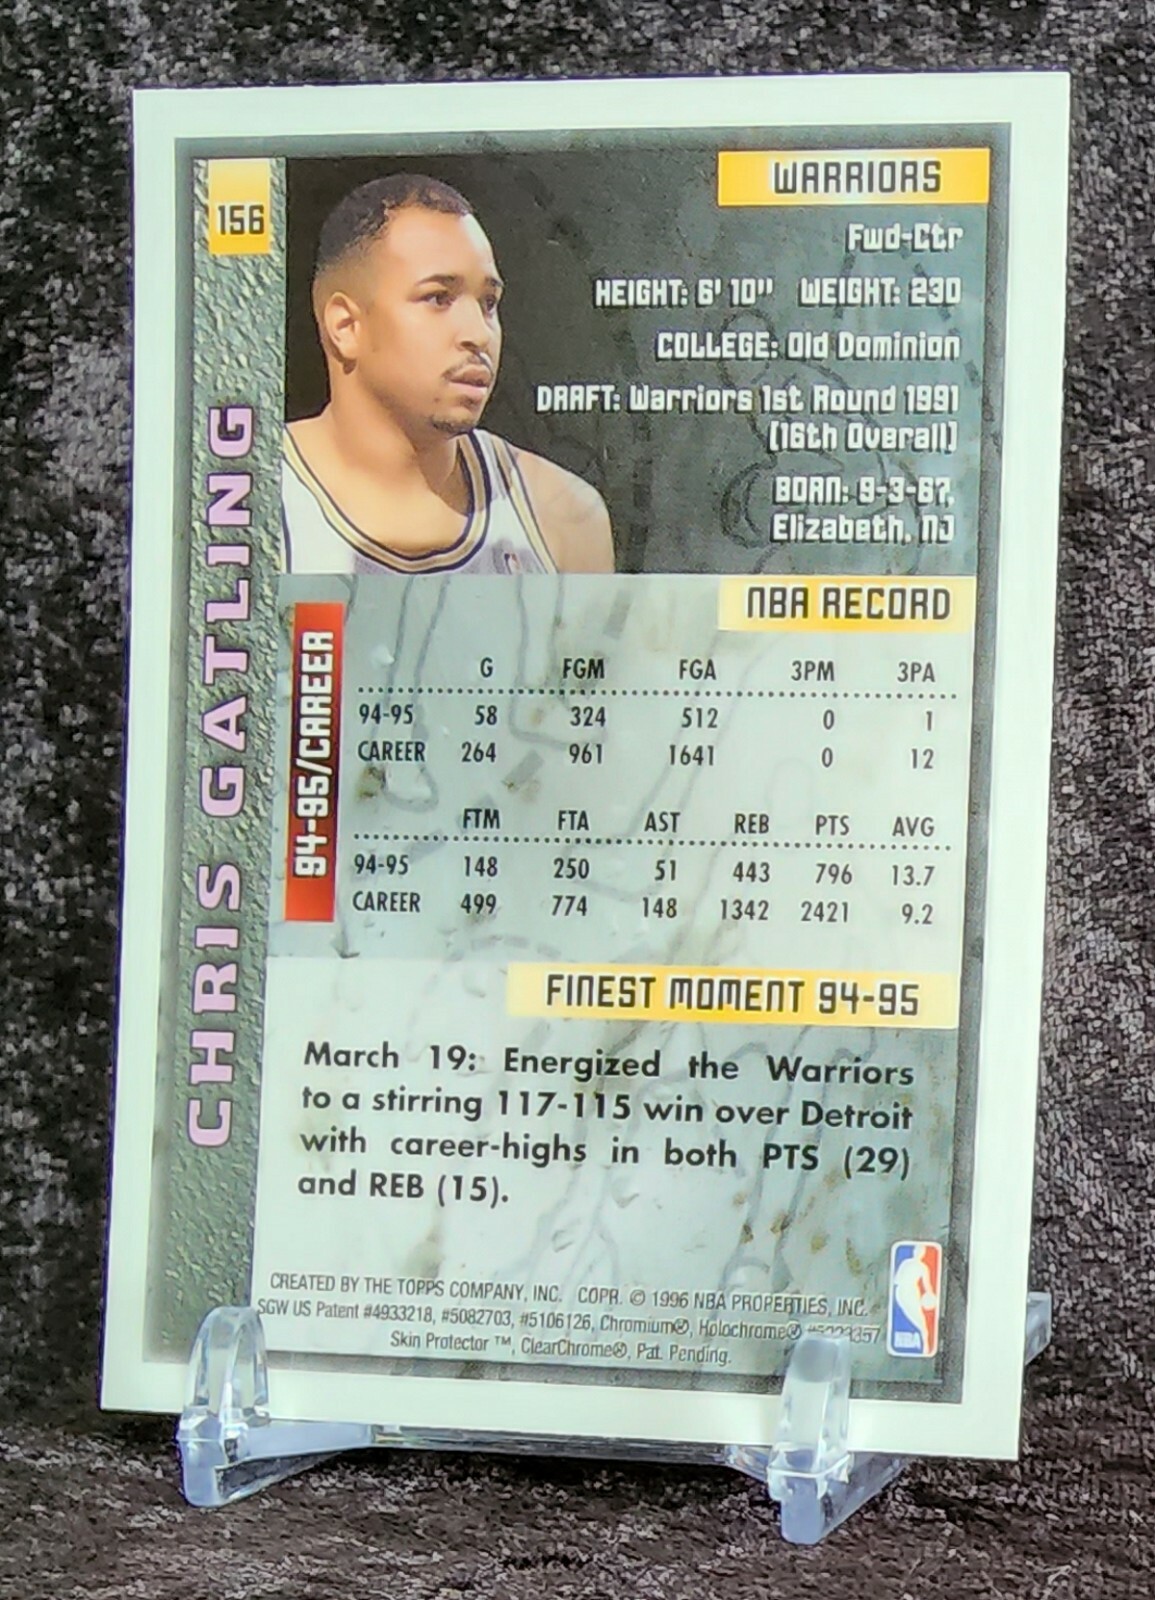 156
WARRIORS
Fwd-Ctr
HEIGHT: 6' 10" WEIGHT: 230
COLLEGE: Old Dominion
DRAFT: Warriors 1st Round 1991
(16th Overall)
BORN: 9-3-67,
Elizabeth, NJ
CHRIS GATLING
NBA RECORD
94-95/CAREER
G FGM FGA 3PM 3PA
94-95 58 324 512 0 1
CAREER 264 961 1641 0 12
FTM FTA AST REB PTS AVG
94-95 148 250 51 443 796 13.7
CAREER 499 774 148 1342 2421 9.2
FINEST MOMENT 94-95
March 19: Energized the Warriors
to a stirring 117-115 win over Detroit
with career-highs in both PTS (29)
and REB (15).
CREATED BY THE TOPPS COMPANY, INC. COPR. © 1996 NBA PROPERTIES, INC.
SGW US Patent #4933218, #5082703, #5106126, Chromium®, Holochrome®
Skin Protector ™, ClearChrome®, Pat. Pending.
NBA